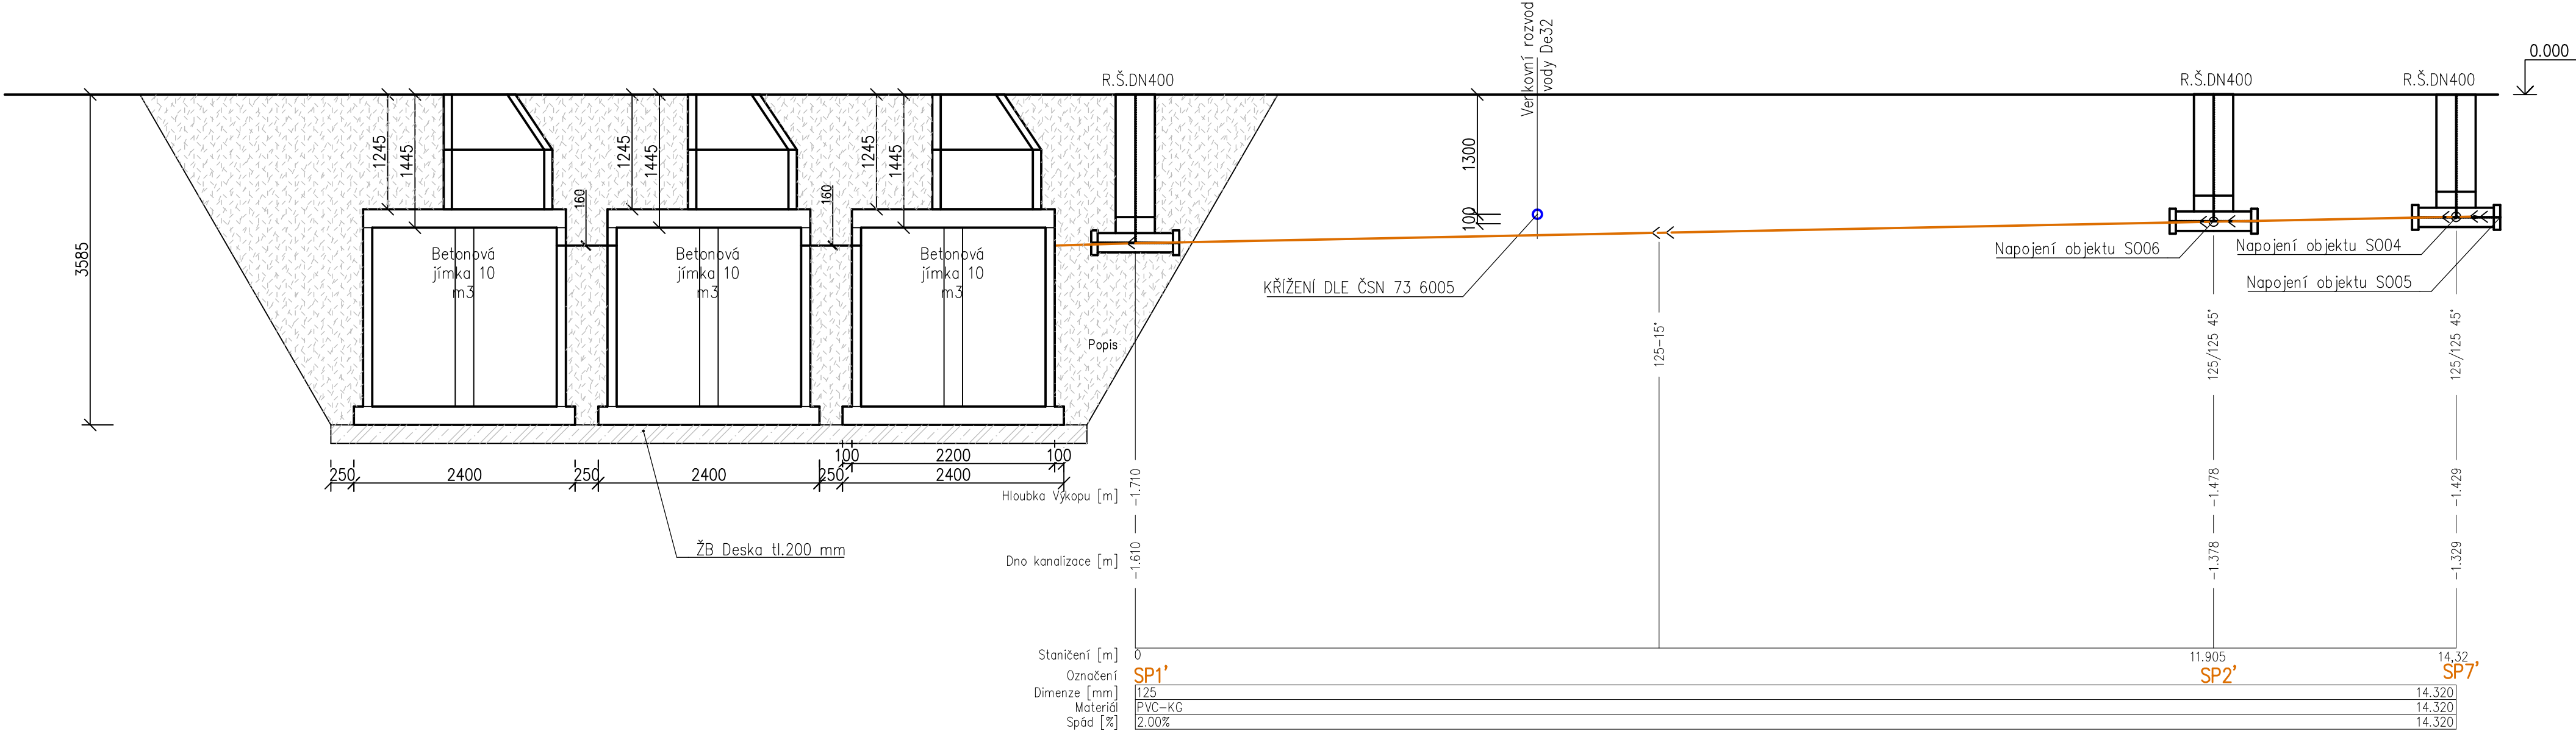 Venkovní rozvod
vody De32
0.000
R.Š.DN400
R.Š.DN400
R.Š.DN400
3585
1245
1445
1245
1445
1245
1445
160
160
1300
100
Betonová
jímka 10
m3
Betonová
jímka 10
m3
Betonová
jímka 10
m3
Napojení objektu SO06
Napojení objektu SO04
Napojení objektu SO05
KŘÍŽENÍ DLE ČSN 73 6005
Popis
125-15°
125/125 45°
125/125 45°
100
2200
100
250
2400
250
2400
250
2400
ŽB Deska tl.200 mm
Hloubka Výkopu [m]
-1.710
-1.478
-1.429
Dno kanalizace [m]
-1.610
-1.378
-1.329
Staničení [m]
0
11.905
14,32
Označení
SP1'
SP2'
SP7'
Dimenze [mm]
125
14.320
Materiál
PVC-KG
14.320
Spád [%]
2.00%
14.320